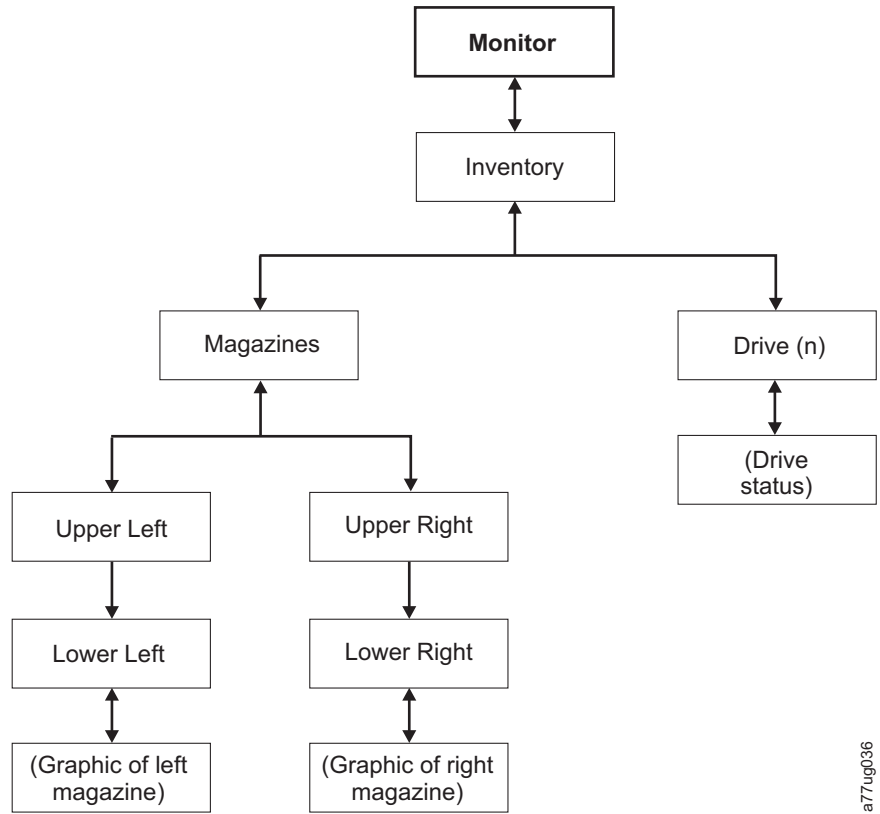 Monitor
Inventory
Magazines
Drive (n)
(Drive
status)
Upper Left
Upper Right
Lower Left
Lower Right
(Graphic of left
magazine)
(Graphic of right
magazine)
a77ug036